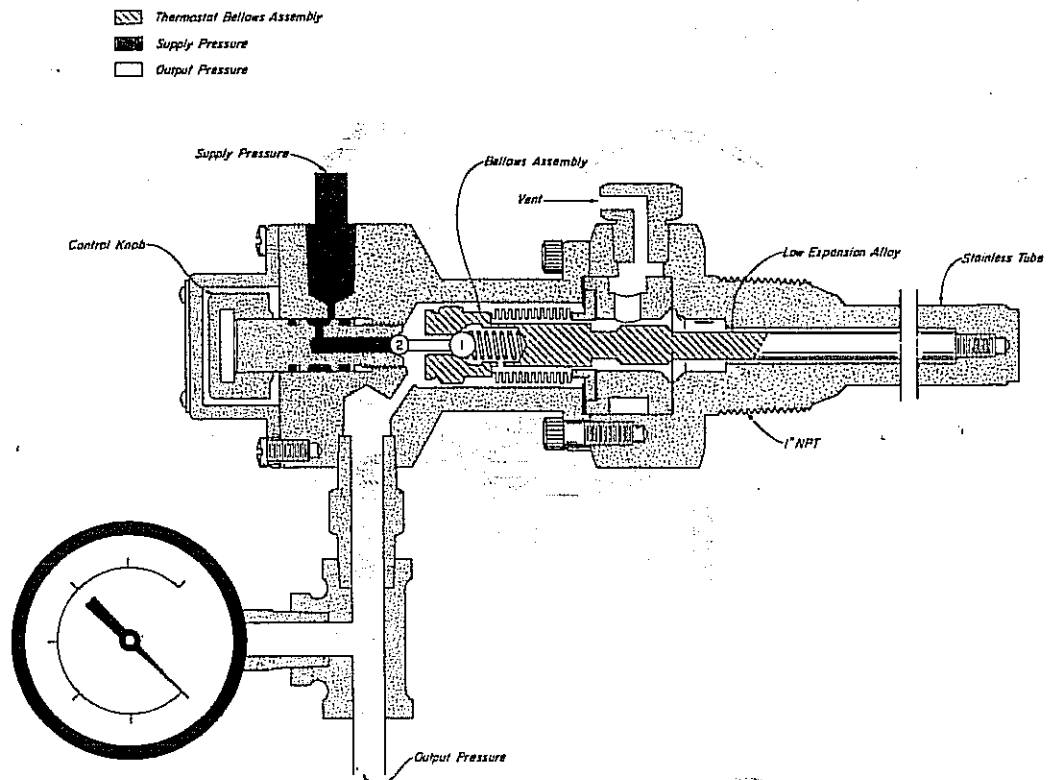 Thermostat Bellows Assembly
Supply Pressure
Output Pressure
Supply Pressure
Bellows Assembly
Vent
Control Knob
Low Expansion Alloy
Stainless Tube
2
1
1" NPT
Output Pressure